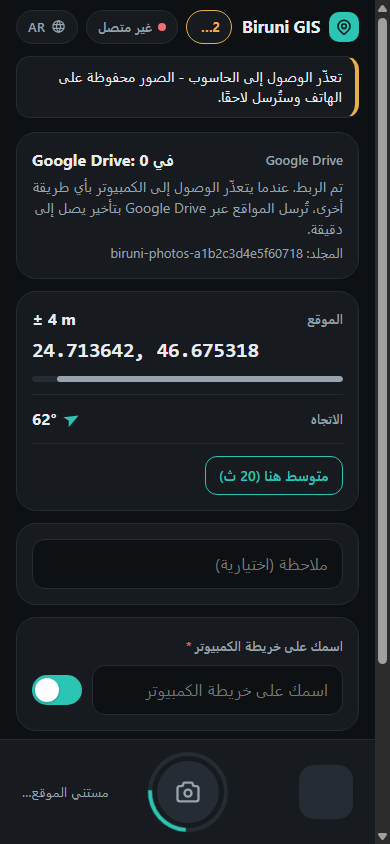 Biruni GIS
2...
غير متصل
AR
تعذّر الوصول إلى الحاسوب - الصور محفوظة على
الهاتف وستُرسل لاحقًا.
Google Drive
Google Drive: 0 في
تم الربط. عندما يتعذّر الوصول إلى الكمبيوتر بأي طريقة
أخرى، تُرسل المواقع عبر Google Drive بتأخير يصل إلى
دقيقة.
المجلد: biruni-photos-a1b2c3d4e5f60718
الموقع
± 4 m
24.713642, 46.675318
الاتجاه
62°
متوسط هنا (20 ث)
ملاحظة (اختيارية)
اسمك على خريطة الكمبيوتر *
اسمك على خريطة الكمبيوتر
مستني الموقع...